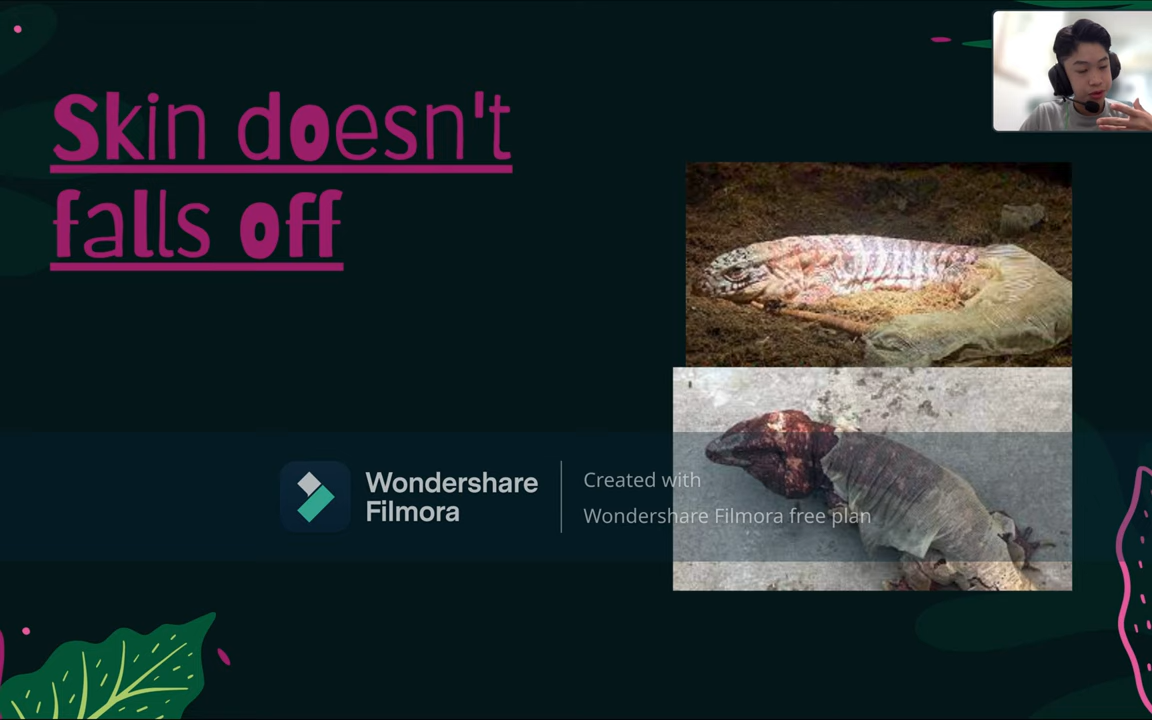 Skin doesn't
falls off
Wondershare
Filmora
Created with
Wondershare Filmora free plan